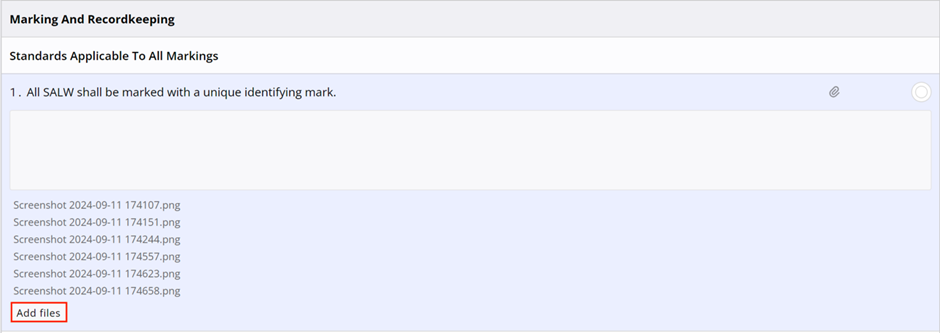 Marking And Recordkeeping
Standards Applicable To All Markings
1. All SALW shall be marked with a unique identifying mark.
Screenshot 2024-09-11 174107.png
Screenshot 2024-09-11 174151.png
Screenshot 2024-09-11 174244.png
Screenshot 2024-09-11 174557.png
Screenshot 2024-09-11 174623.png
Screenshot 2024-09-11 174658.png
Add files